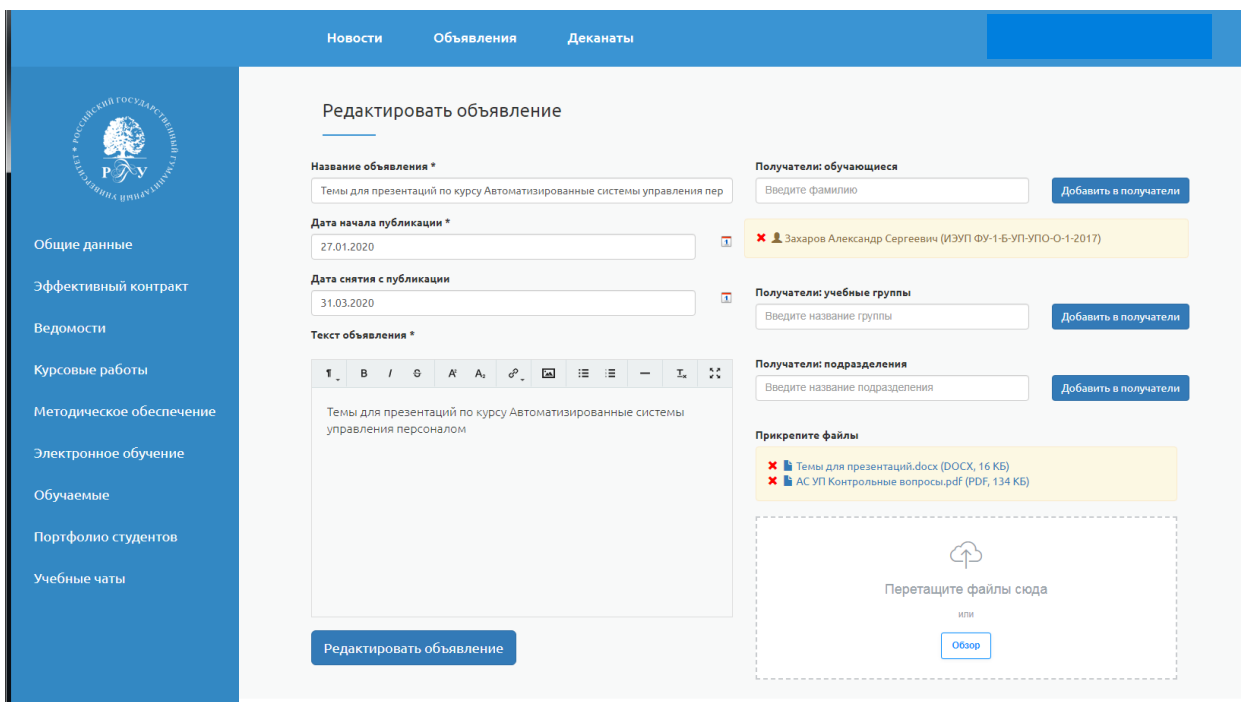 Новости Объявления Деканаты
РОССИЙСКИЙ ГОСУДАРСТВЕННЫЙ ГУМАНИТАРНЫЙ УНИВЕРСИТЕТ
РГГУ
Общие данные
Эффективный контракт
Ведомости
Курсовые работы
Методическое обеспечение
Электронное обучение
Обучаемые
Портфолио студентов
Учебные чаты
Редактировать объявление
Название объявления *
Темы для презентаций по курсу Автоматизированные системы управления пер
Дата начала публикации *
27.01.2020
Дата снятия с публикации
31.03.2020
Текст объявления *
Темы для презентаций по курсу Автоматизированные системы
управления персоналом
Редактировать объявление
Получатели: обучающиеся
Введите фамилию Добавить в получатели
Захаров Александр Сергеевич (ИЭУП ФУ-1-Б-УП-УПО-О-1-2017)
Получатели: учебные группы
Введите название группы Добавить в получатели
Получатели: подразделения
Введите название подразделения Добавить в получатели
Прикрепите файлы
Темы для презентаций.docx (DOCX, 16 КБ)
АС УП Контрольные вопросы.pdf (PDF, 134 КБ)
Перетащите файлы сюда
или
Обзор